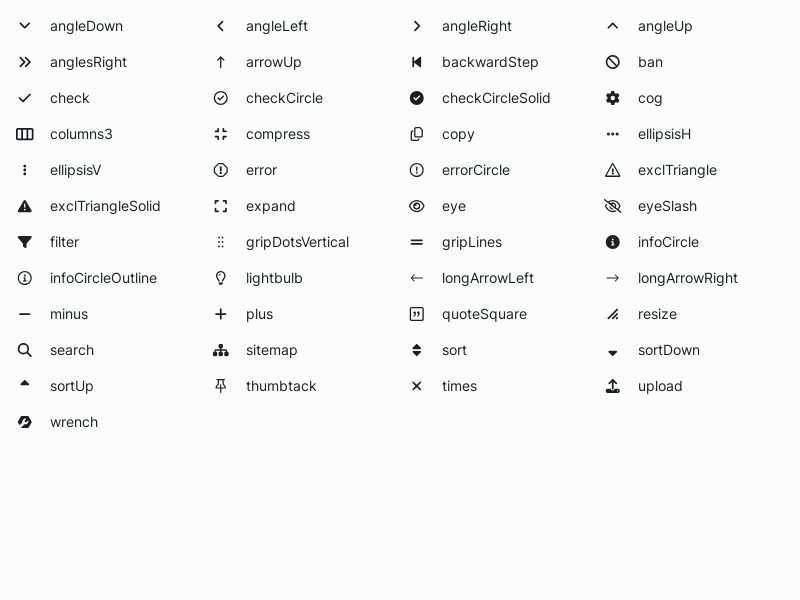 angleDown angleLeft angleRight angleUp
anglesRight arrowUp backwardStep ban
check checkCircle checkCircleSolid cog
columns3 compress copy ellipsisH
ellipsisV error errorCircle exclTriangle
exclTriangleSolid expand eye eyeSlash
filter gripDotsVertical gripLines infoCircle
infoCircleOutline lightbulb longArrowLeft longArrowRight
minus plus quoteSquare resize
search sitemap sort sortDown
sortUp thumbtack times upload
wrench